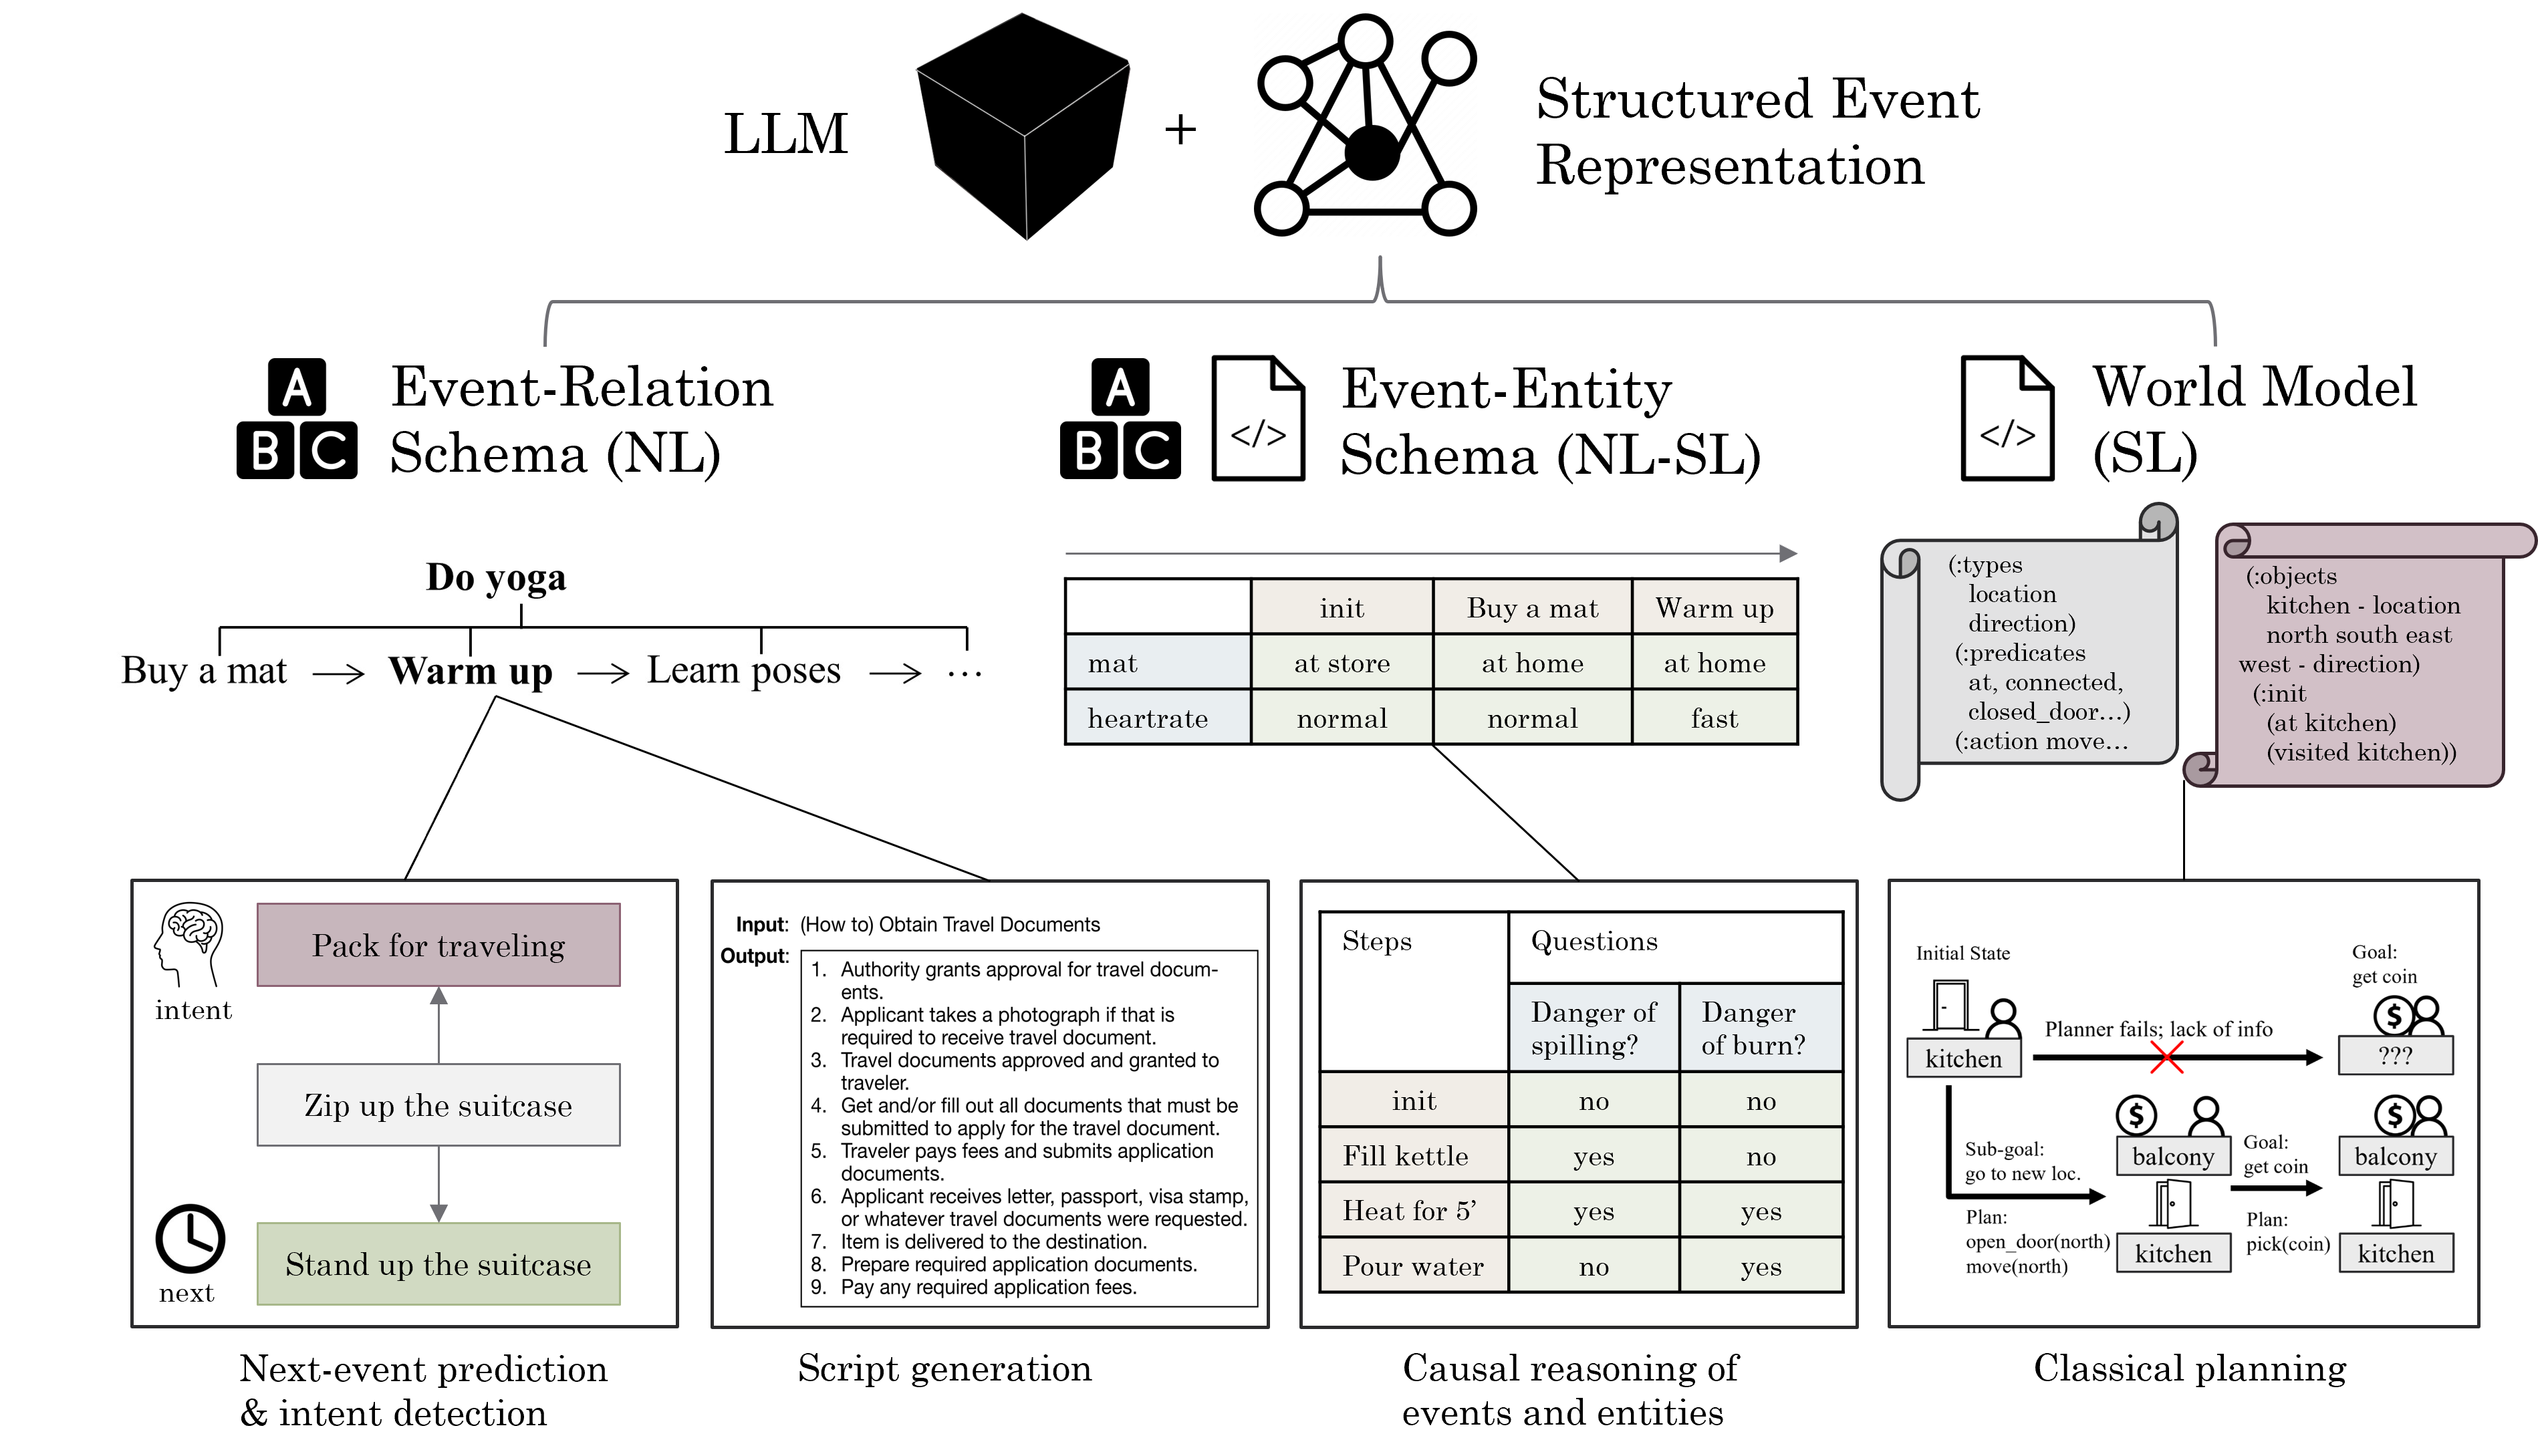 LLM
+
Structured Event
Representation
A
B C
Event-Relation
Schema (NL)
A
B C
</>
Event-Entity
Schema (NL-SL)
</>
World Model
(SL)
Do yoga
Buy a mat → Warm up → Learn poses → ...
init Buy a mat Warm up
mat at store at home at home
heartrate normal normal fast
(:types
location
direction)
(:predicates
at, connected,
closed_door...)
(:action move...
(:objects
kitchen - location
north south east
west - direction)
(:init
(at kitchen)
(visited kitchen))
intent
Pack for traveling
Zip up the suitcase
Stand up the suitcase
next
Next-event prediction
& intent detection
Input: (How to) Obtain Travel Documents
Output:
1. Authority grants approval for travel docum-
ents.
2. Applicant takes a photograph if that is
required to receive travel document.
3. Travel documents approved and granted to
traveler.
4. Get and/or fill out all documents that must be
submitted to apply for the travel document.
5. Traveler pays fees and submits application
documents.
6. Applicant receives letter, passport, visa stamp,
or whatever travel documents were requested.
7. Item is delivered to the destination.
8. Prepare required application documents.
9. Pay any required application fees.
Script generation
Steps Questions
Danger of
spilling?
Danger
of burn?
init no no
Fill kettle yes no
Heat for 5’ yes yes
Pour water no yes
Causal reasoning of
events and entities
Initial State
kitchen
Planner fails; lack of info
Goal:
get coin
$
???
Sub-goal:
go to new loc.
Plan:
open_door(north)
move(north)
$
balcony
kitchen
Goal:
get coin
Plan:
pick(coin)
$
balcony
kitchen
Classical planning